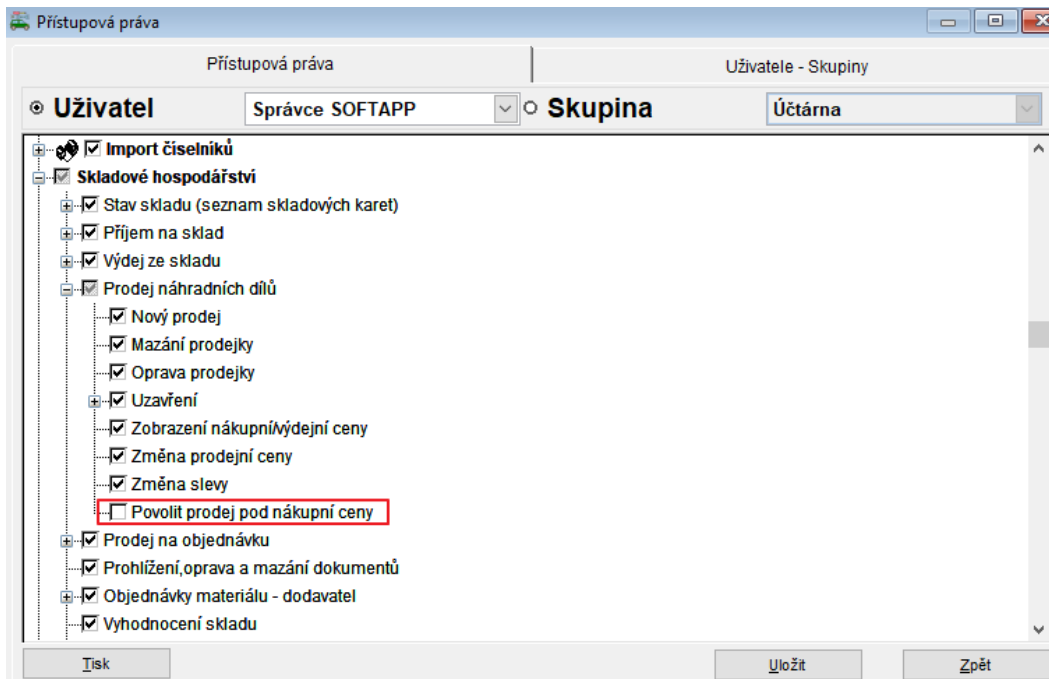 Přístupová práva
Přístupová práva
Uživatele - Skupiny
Uživatel
Správce SOFTAPP
Skupina
Účtárna
Import číselníků
Skladové hospodářství
Stav skladu (seznam skladových karet)
Příjem na sklad
Výdej ze skladu
Prodej náhradních dílů
Nový prodej
Mazání prodejky
Oprava prodejky
Uzavření
Zobrazení nákupní/výdejní ceny
Změna prodejní ceny
Změna slevy
Povolit prodej pod nákupní ceny
Prodej na objednávku
Prohlížení,oprava a mazání dokumentů
Objednávky materiálu - dodavatel
Vyhodnocení skladu
Tisk
Uložit
Zpět